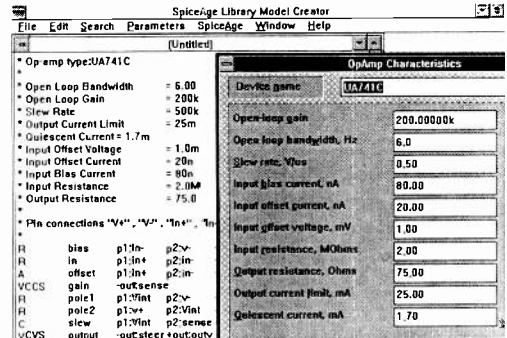 SpiceAge Library Model Creator
File Edit Search Parameters SpiceAge Window Help
[Untitled]
* Op-amp type:UA741C
*
* Open Loop Bandwidth = 6.00
* Open Loop Gain = 200k
* Slew Rate = 500k
* Output Current Limit = 25m
* Quiescent Current = 1.7m
* Input Offset Voltage = 1.0m
* Input Offset Current = 20n
* Input Bias Current = 80n
* Input Resistance = 2.0M
* Output Resistance = 75.0
*
* Pin connections "V+", "V-", "In+", "In-
*
R bias p1:In- p2:v-
R in p1:in+ p2:in-
A offset p1:in+ p2:in-
VCCS gain -out:sense
R pole1 p1:Vint p2:v-
R pole2 p1:v+ p2:Vint
C slew p1:Vint p2:sense
VCVS output -out:steer +out:outv
OpAmp Characteristics
Device name UA741C
Open-loop gain 200.00000k
Open loop bandwidth, Hz 6.0
Slew rate, V/us 0.50
Input bias current, nA 80.00
Input offset current, nA 20.00
Input offset voltage, mV 1.00
Input resistance, MOhms 2.00
Output resistance, Ohms 75.00
Output current limit, mA 25.00
Quiescent current, mA 1.70